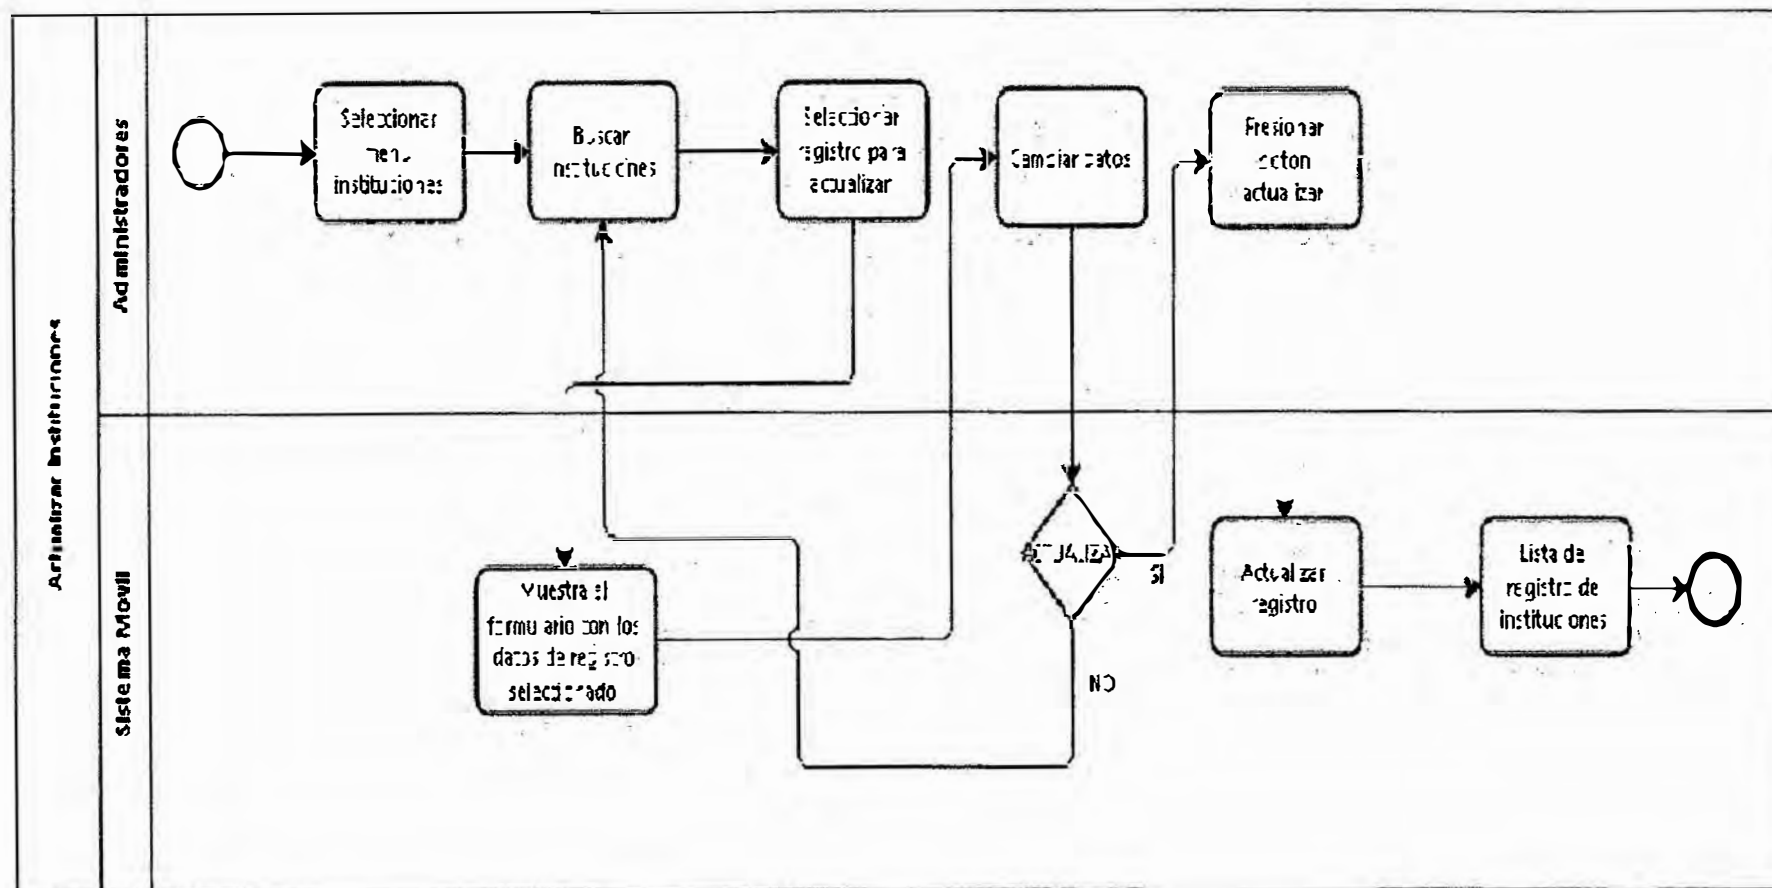 Actualizar Instituciones
Administradores
Seleccionar
menu
instituciones
Buscar
instituciones
Seleccionar
registro para
actualizar
Cambiar datos
Presionar
boton
actualizar
Sistema Movil
Muestra el
formulario con los
datos de registro
seleccionado
ACTUALIZAR
SI
NO
Actualizar
registro
Lista de
registro de
instituciones